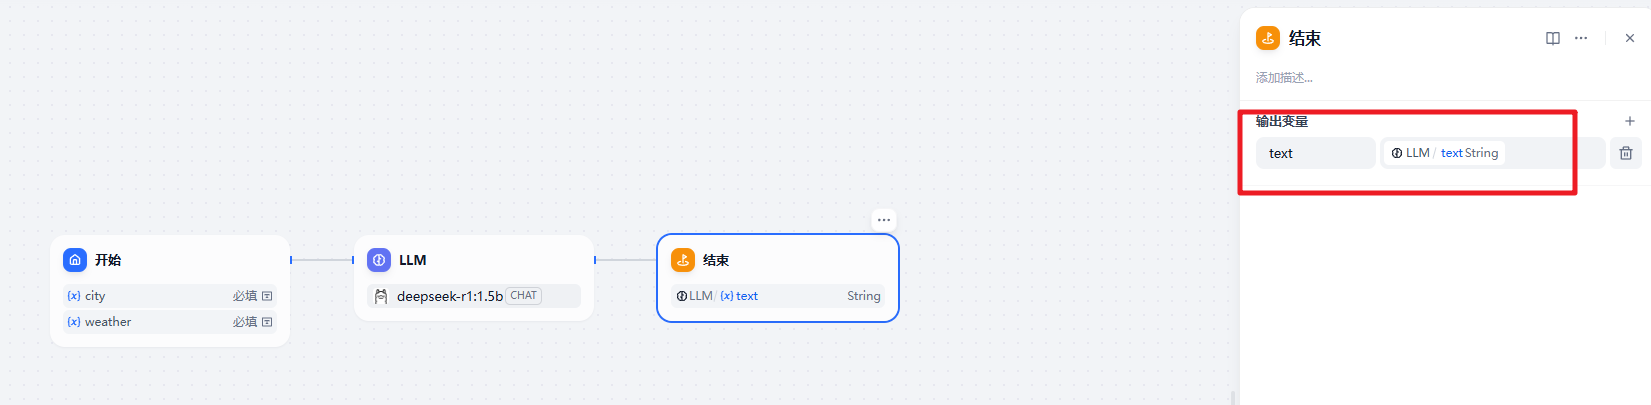 开始
{x} city 必填
{x} weather 必填
LLM
deepseek-r1:1.5b CHAT
结束
LLM / {x} text String
结束
添加描述...
输出变量
text LLM / text String